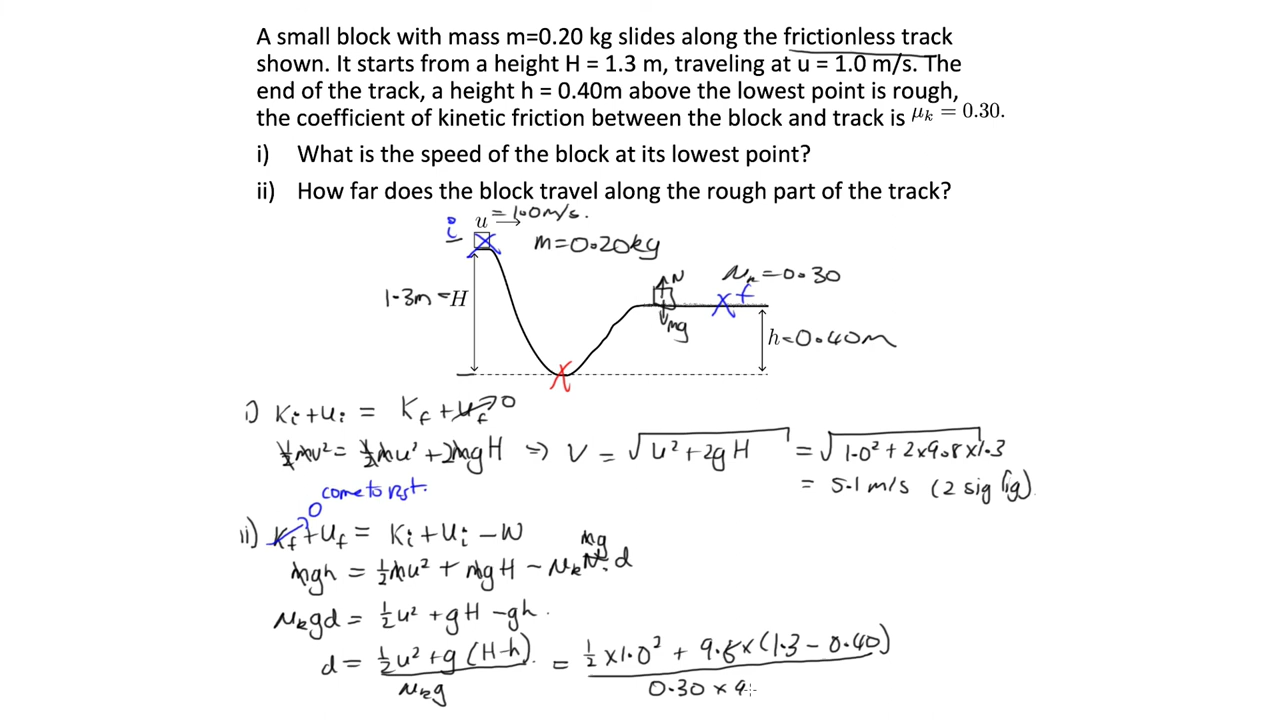 A small block with mass m=0.20 kg slides along the frictionless track
shown. It starts from a height H = 1.3 m, traveling at u = 1.0 m/s. The
end of the track, a height h = 0.40m above the lowest point is rough,
the coefficient of kinetic friction between the block and track is μk = 0.30.
i) What is the speed of the block at its lowest point?
ii) How far does the block travel along the rough part of the track?
i u = 1.0m/s.
m=0.20kg
N μk=0.30
1.3m = H
f
mg
h=0.40m
i) Ki+Ui = Kf + Uf 0
½mv² = ½mu² + 2mgH => V = √u²+2gH = √1.0²+2×9.8×1.3
= 5.1 m/s (2 sig fig).
come to rest.
0
ii) Kf+Uf = Ki+Ui -W
mg
mgh = ½mu² + mgH - μkN.d
μkgd = ½u² + gH - gh.
d = ½u²+g(H-h) / μkg = ½×1.0² + 9.8×(1.3 - 0.40) / 0.30×9